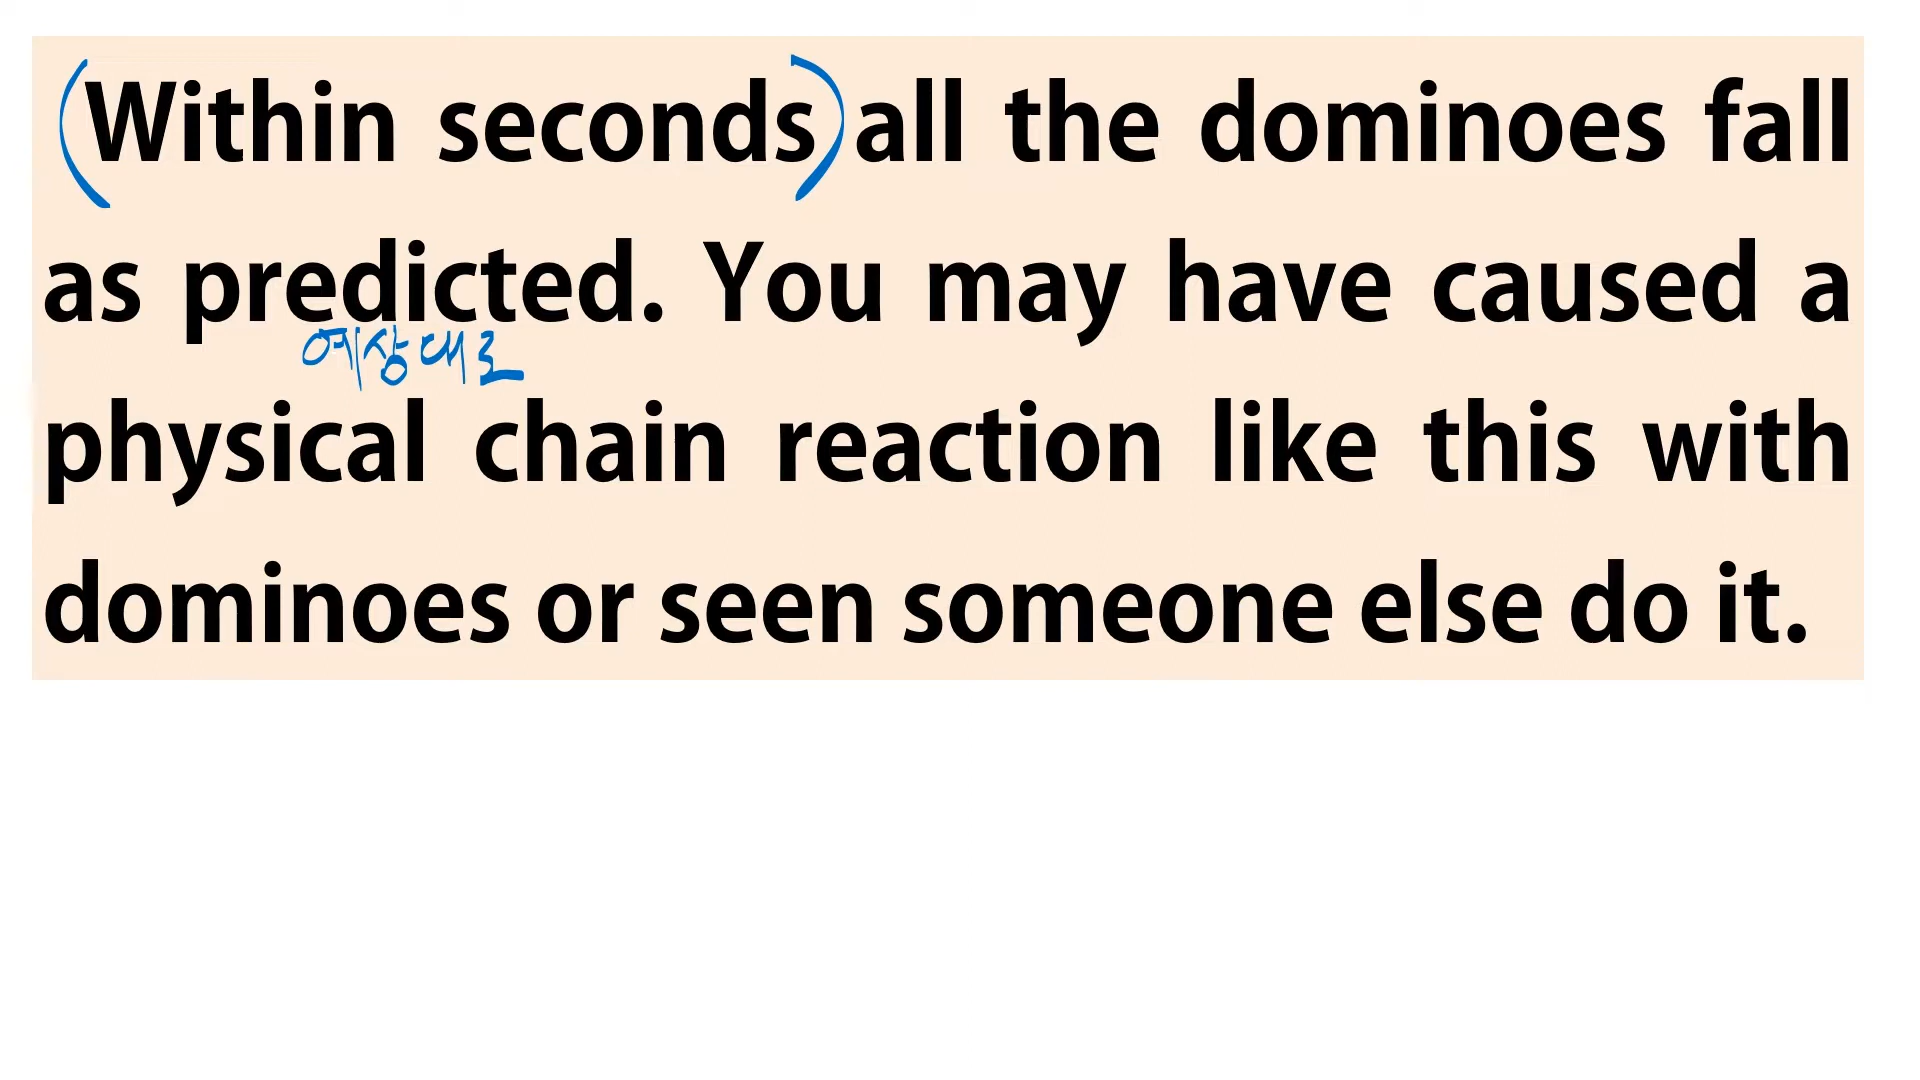 (Within seconds) all the dominoes fall
as predicted. You may have caused a
예상대로
physical chain reaction like this with
dominoes or seen someone else do it.